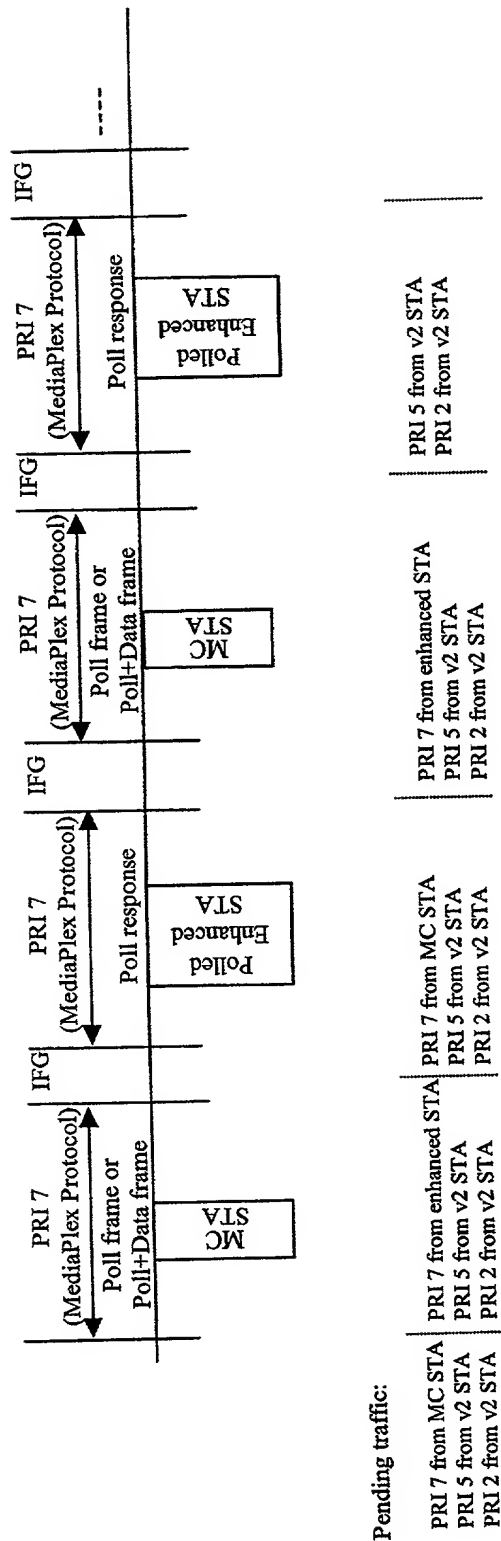 PRI 7
(MediaPlex Protocol)
Poll frame or
Poll+Data frame
MC
STA
IFG
PRI 7
(MediaPlex Protocol)
Poll response
Polled
Enhanced
STA
IFG
PRI 7
(MediaPlex Protocol)
Poll frame or
Poll+Data frame
MC
STA
IFG
PRI 7
(MediaPlex Protocol)
Poll response
Polled
Enhanced
STA
IFG
----
Pending traffic:
PRI 7 from MC STA
PRI 5 from v2 STA
PRI 2 from v2 STA
PRI 7 from enhanced STA
PRI 5 from v2 STA
PRI 2 from v2 STA
PRI 7 from MC STA
PRI 5 from v2 STA
PRI 2 from v2 STA
PRI 7 from enhanced STA
PRI 5 from v2 STA
PRI 2 from v2 STA
PRI 5 from v2 STA
PRI 2 from v2 STA